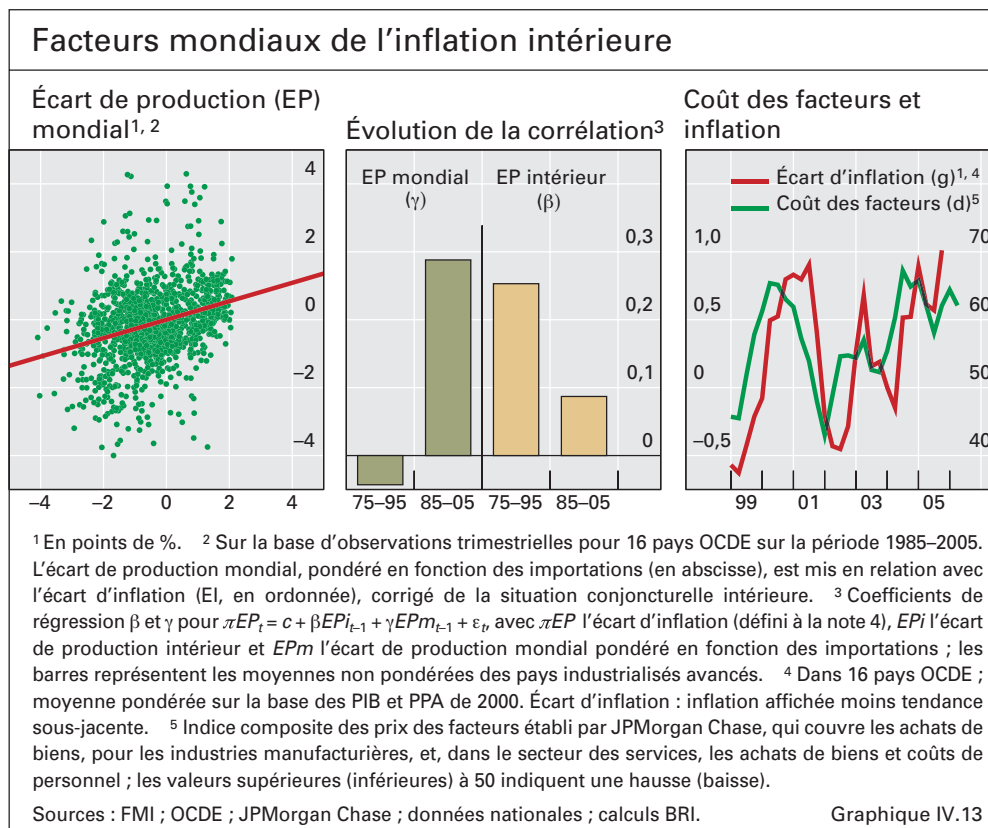 Facteurs mondiaux de l’inflation intérieure
Écart de production (EP)
mondial1, 2
4
2
0
−2
−4
−4 −2 0 2 4
Évolution de la corrélation3
EP mondial EP intérieur
(γ) (β)
0,3
0,2
0,1
0
75–95 85–05 75–95 85–05
Coût des facteurs et
inflation
Écart d’inflation (g)1, 4
Coût des facteurs (d)5
1,0 70
0,5 60
0 50
−0,5 40
99 01 03 05
1 En points de %. 2 Sur la base d’observations trimestrielles pour 16 pays OCDE sur la période 1985–2005.
L’écart de production mondial, pondéré en fonction des importations (en abscisse), est mis en relation avec
l’écart d’inflation (EI, en ordonnée), corrigé de la situation conjoncturelle intérieure. 3 Coefficients de
régression β et γ pour πEPt = c + βEPit–1 + γEPmt–1 + εt, avec πEP l’écart d’inflation (défini à la note 4), EPi l’écart
de production intérieur et EPm l’écart de production mondial pondéré en fonction des importations ; les
barres représentent les moyennes non pondérées des pays industrialisés avancés. 4 Dans 16 pays OCDE ;
moyenne pondérée sur la base des PIB et PPA de 2000. Écart d’inflation : inflation affichée moins tendance
sous-jacente. 5 Indice composite des prix des facteurs établi par JPMorgan Chase, qui couvre les achats de
biens, pour les industries manufacturières, et, dans le secteur des services, les achats de biens et coûts de
personnel ; les valeurs supérieures (inférieures) à 50 indiquent une hausse (baisse).
Sources : FMI ; OCDE ; JPMorgan Chase ; données nationales ; calculs BRI. Graphique IV.13